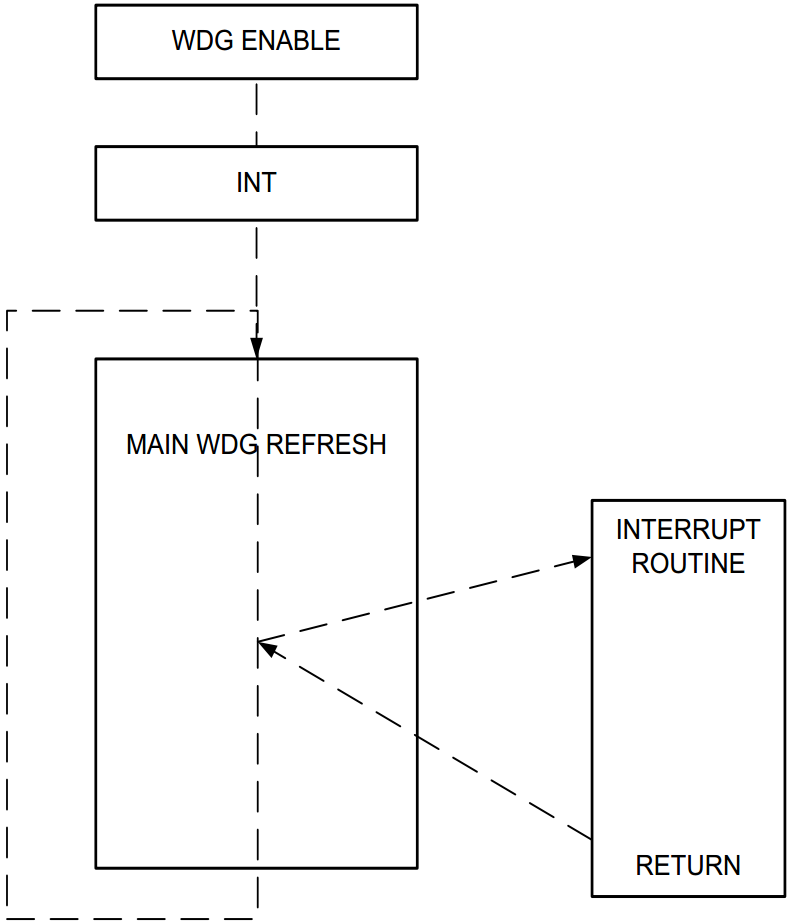 WDG ENABLE
INT
MAIN WDG REFRESH
INTERRUPT
ROUTINE
RETURN